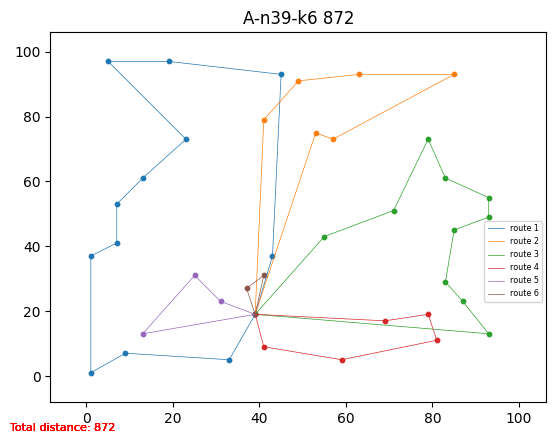 A-n39-k6 872
100
80
60
40
20
0
0 20 40 60 80 100
route 1
route 2
route 3
route 4
route 5
route 6
Total distance: 872